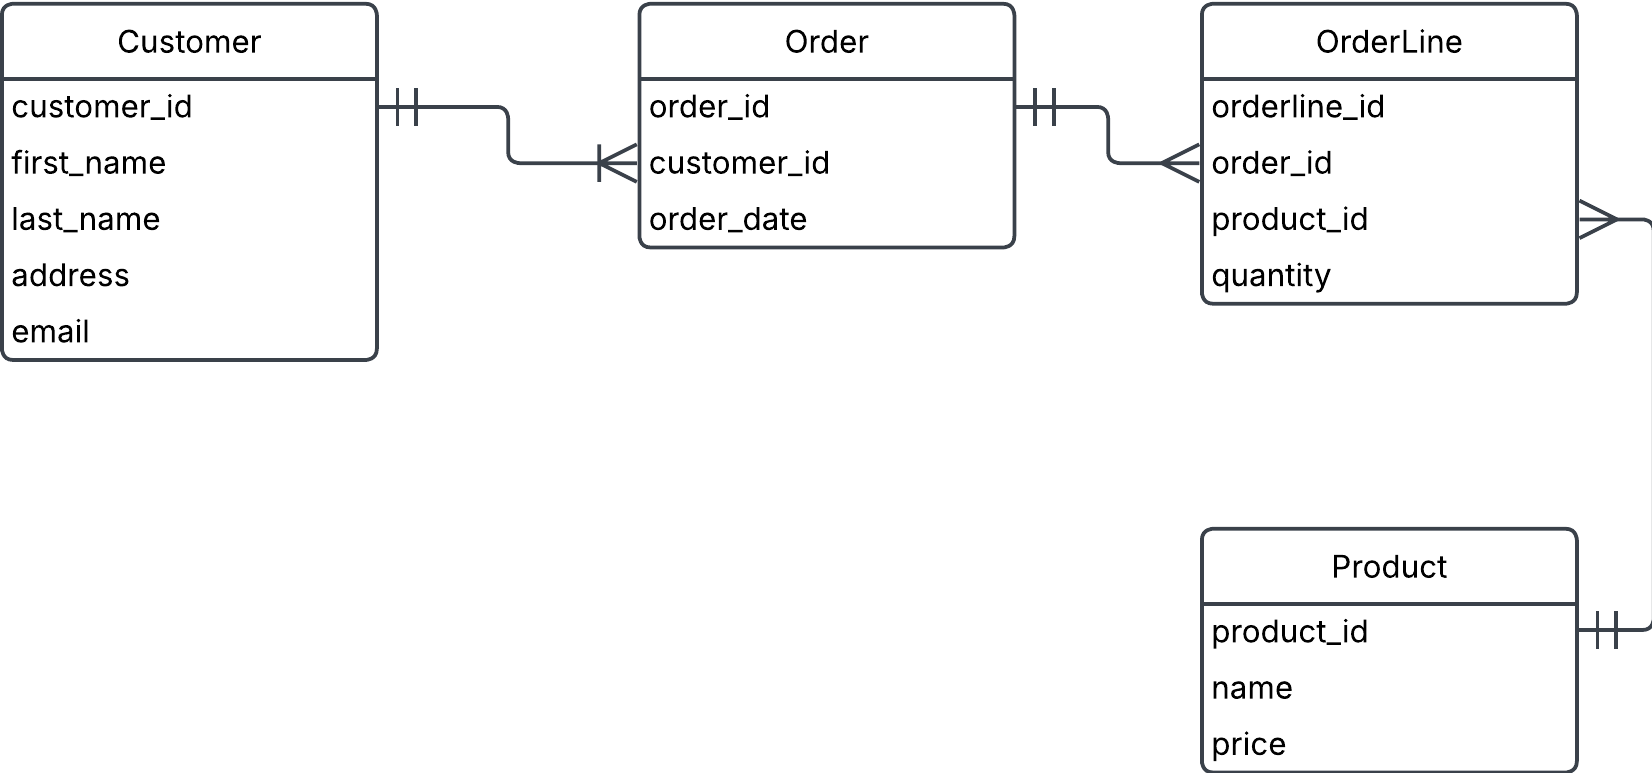 Customer
customer_id
first_name
last_name
address
email
Order
order_id
customer_id
order_date
OrderLine
orderline_id
order_id
product_id
quantity
Product
product_id
name
price